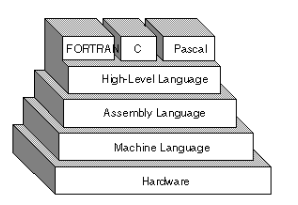 FORTRAN C Pascal
High-Level Language
Assembly Language
Machine Language
Hardware